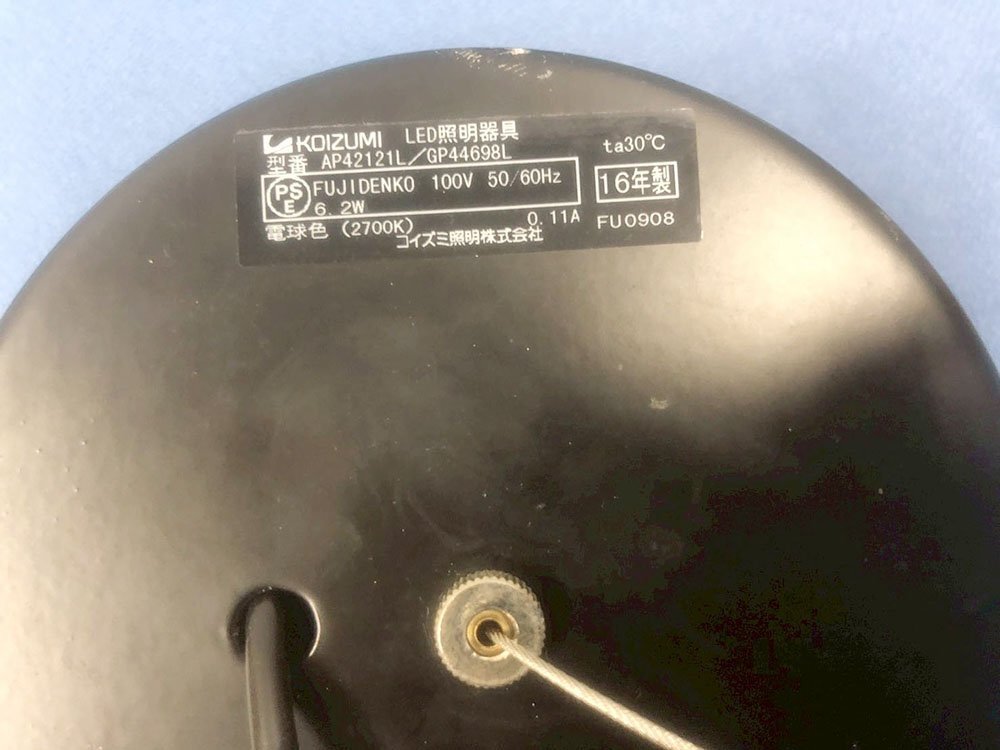 KOIZUMI LED照明器具
型番 AP42121L/GP44698L
ta30℃
PS
E
FUJIDENKO 100V 50/60Hz
6.2W
16年製
電球色 (2700K)
0.11A
コイズミ照明株式会社
FU0908